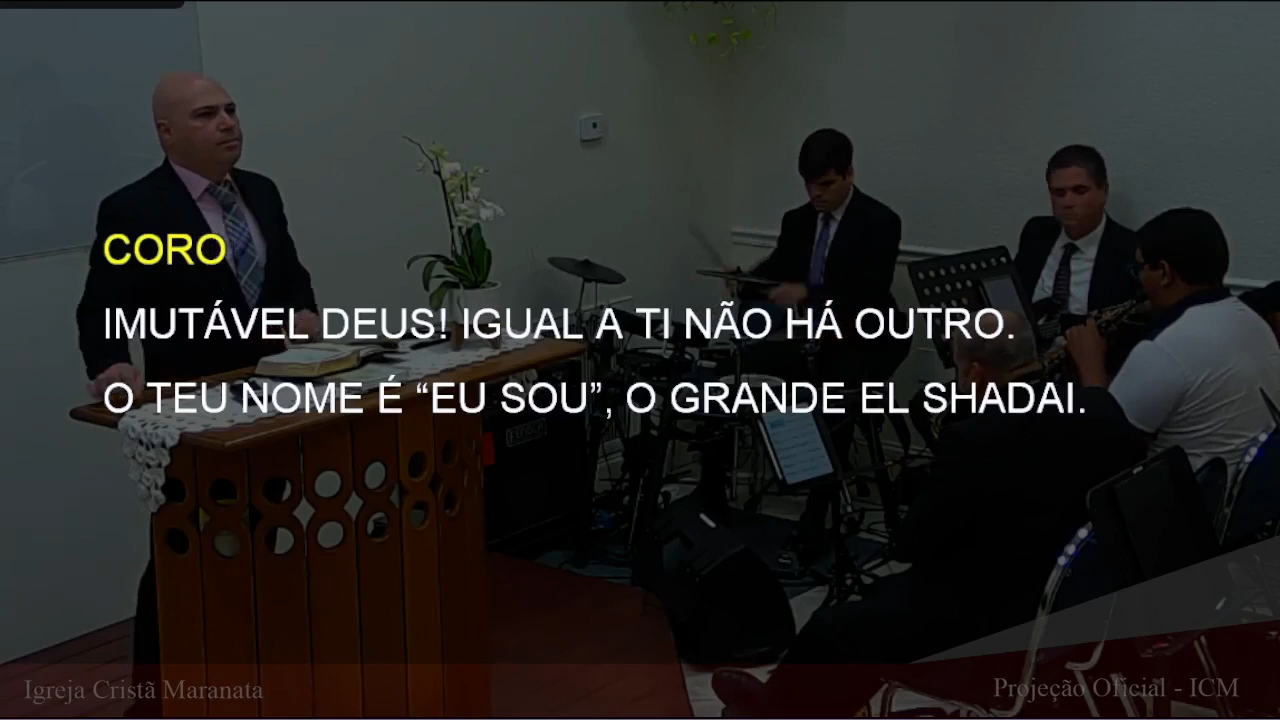 CORO
IMUTÁVEL DEUS! IGUAL A TI NÃO HÁ OUTRO.
O TEU NOME É “EU SOU”, O GRANDE EL SHADAI.
Igreja Cristã Maranata
Projeção Oficial - ICM